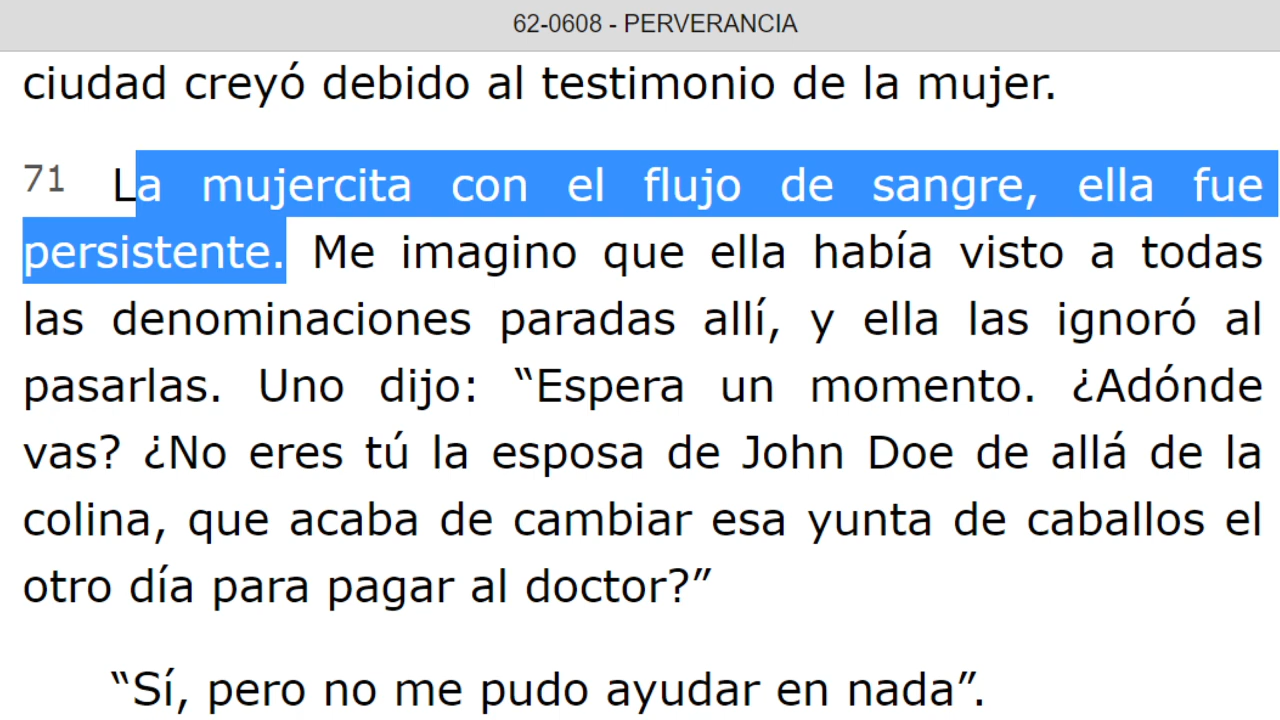 62-0608 - PERVERANCIA
ciudad creyó debido al testimonio de la mujer.
71 La mujercita con el flujo de sangre, ella fue
persistente. Me imagino que ella había visto a todas
las denominaciones paradas allí, y ella las ignoró al
pasarlas. Uno dijo: “Espera un momento. ¿Adónde
vas? ¿No eres tú la esposa de John Doe de allá de la
colina, que acaba de cambiar esa yunta de caballos el
otro día para pagar al doctor?”
“Sí, pero no me pudo ayudar en nada”.